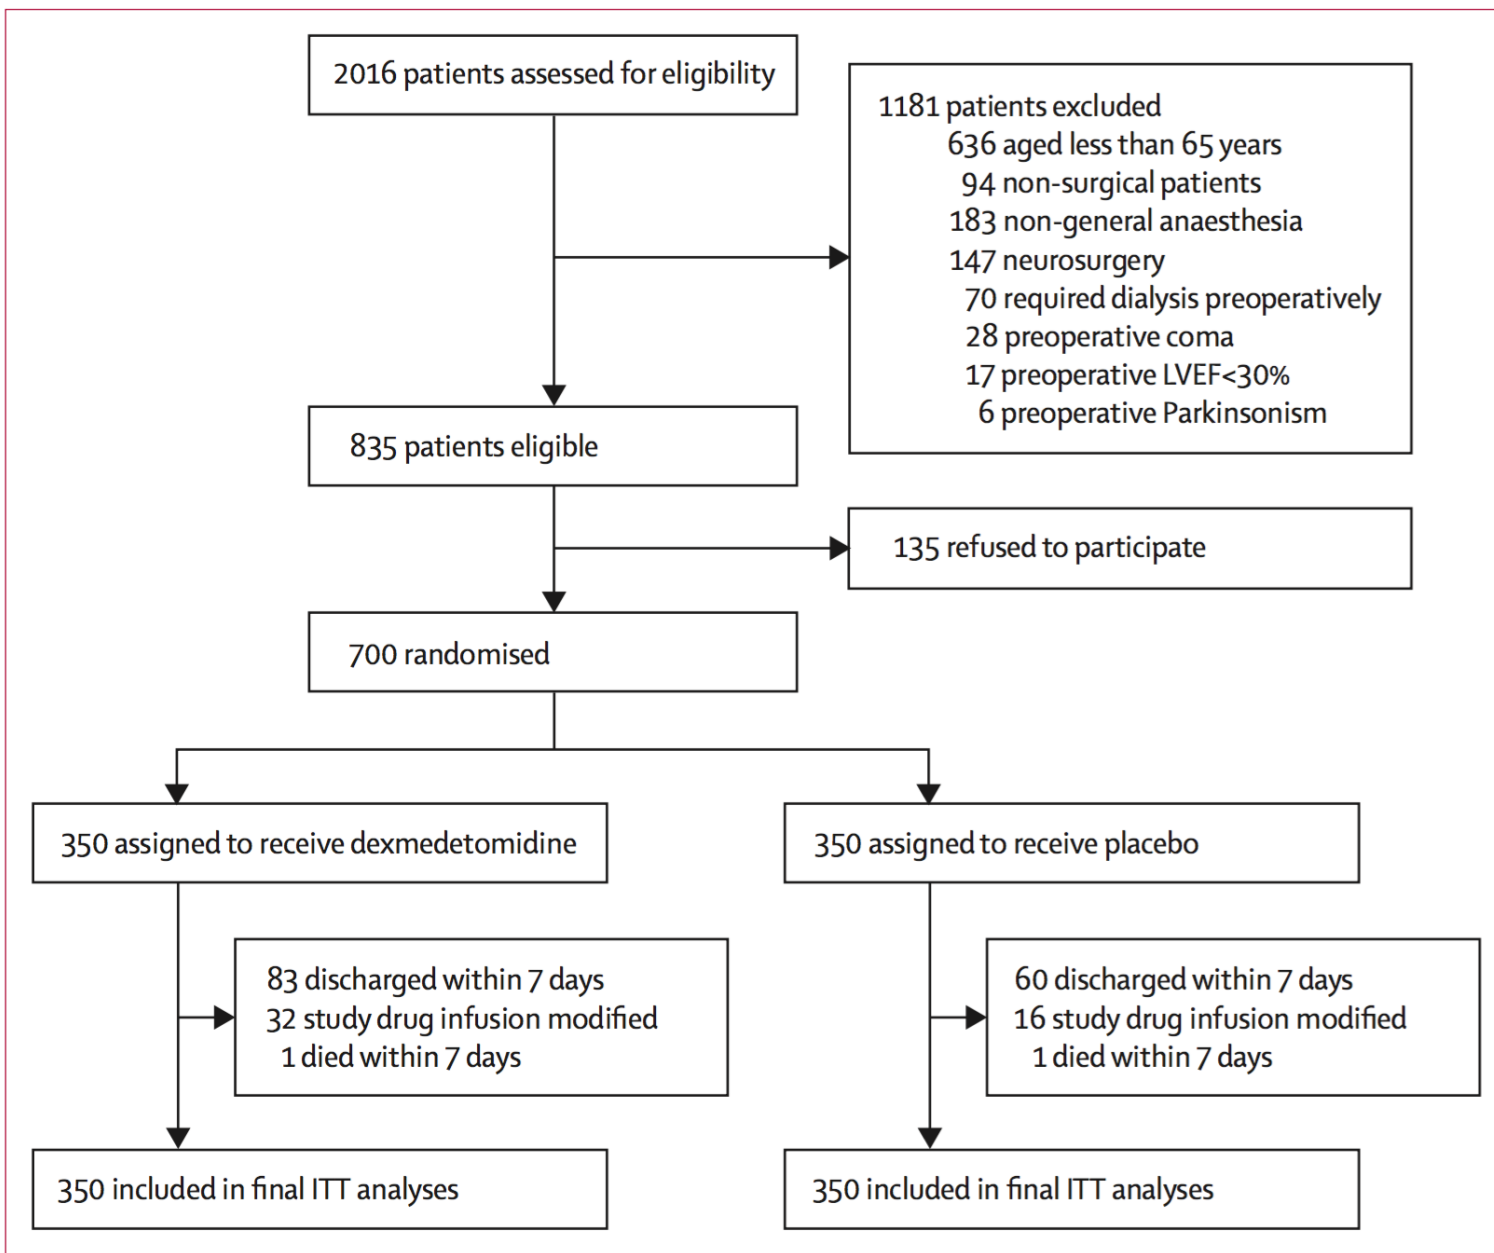 2016 patients assessed for eligibility
1181 patients excluded
636 aged less than 65 years
94 non-surgical patients
183 non-general anaesthesia
147 neurosurgery
70 required dialysis preoperatively
28 preoperative coma
17 preoperative LVEF<30%
6 preoperative Parkinsonism
835 patients eligible
135 refused to participate
700 randomised
350 assigned to receive dexmedetomidine
350 assigned to receive placebo
83 discharged within 7 days
32 study drug infusion modified
1 died within 7 days
60 discharged within 7 days
16 study drug infusion modified
1 died within 7 days
350 included in final ITT analyses
350 included in final ITT analyses